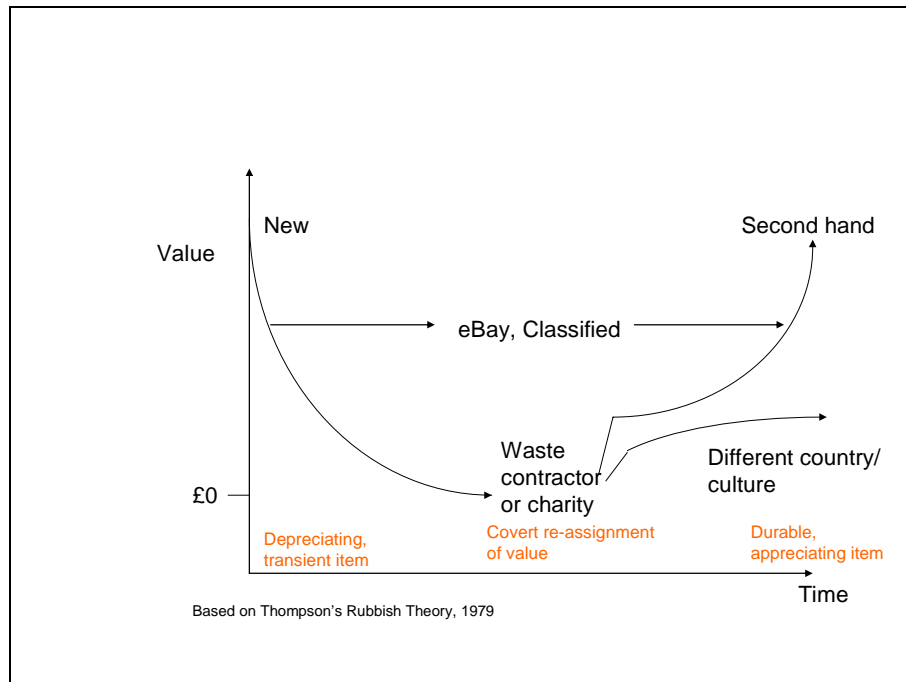 New
Second hand
Value
eBay, Classified
Waste
contractor
or charity
Different country/
culture
£0
Depreciating,
transient item
Covert re-assignment
of value
Durable,
appreciating item
Time
Based on Thompson's Rubbish Theory, 1979